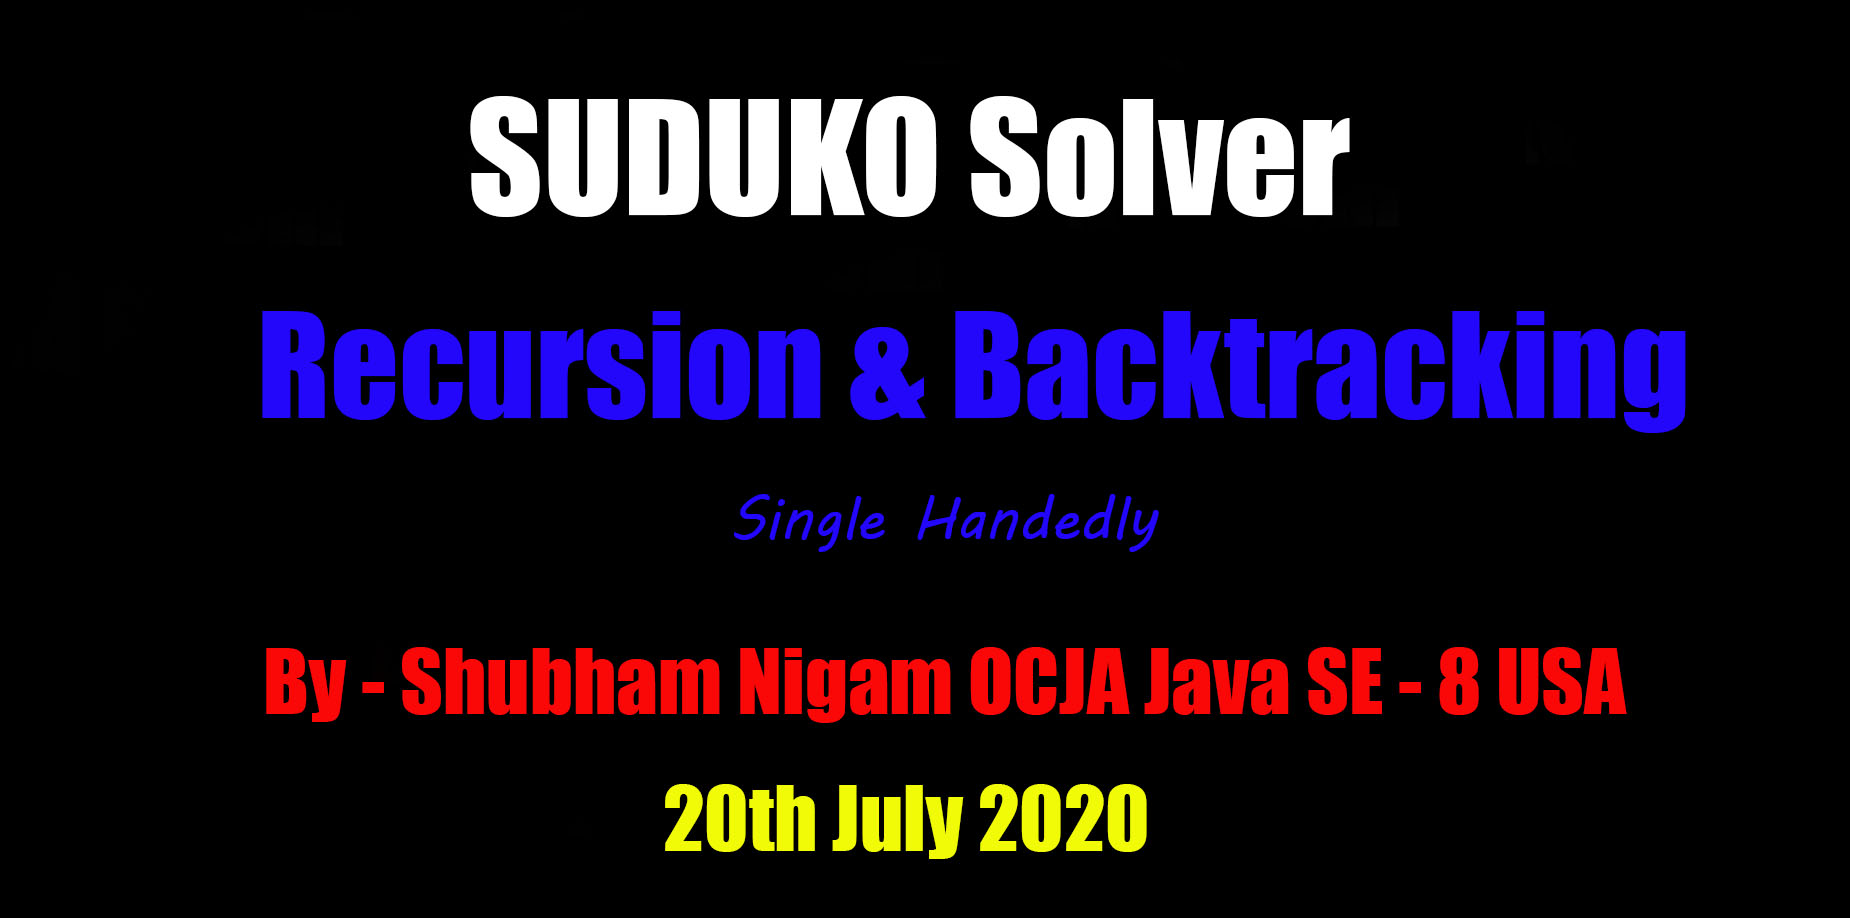 SUDUKO Solver
Recursion & Backtracking
Single Handedly
By - Shubham Nigam OCJA Java SE - 8 USA
20th July 2020